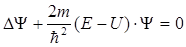 ΔΨ + 2m/ħ² (E − U) · Ψ = 0